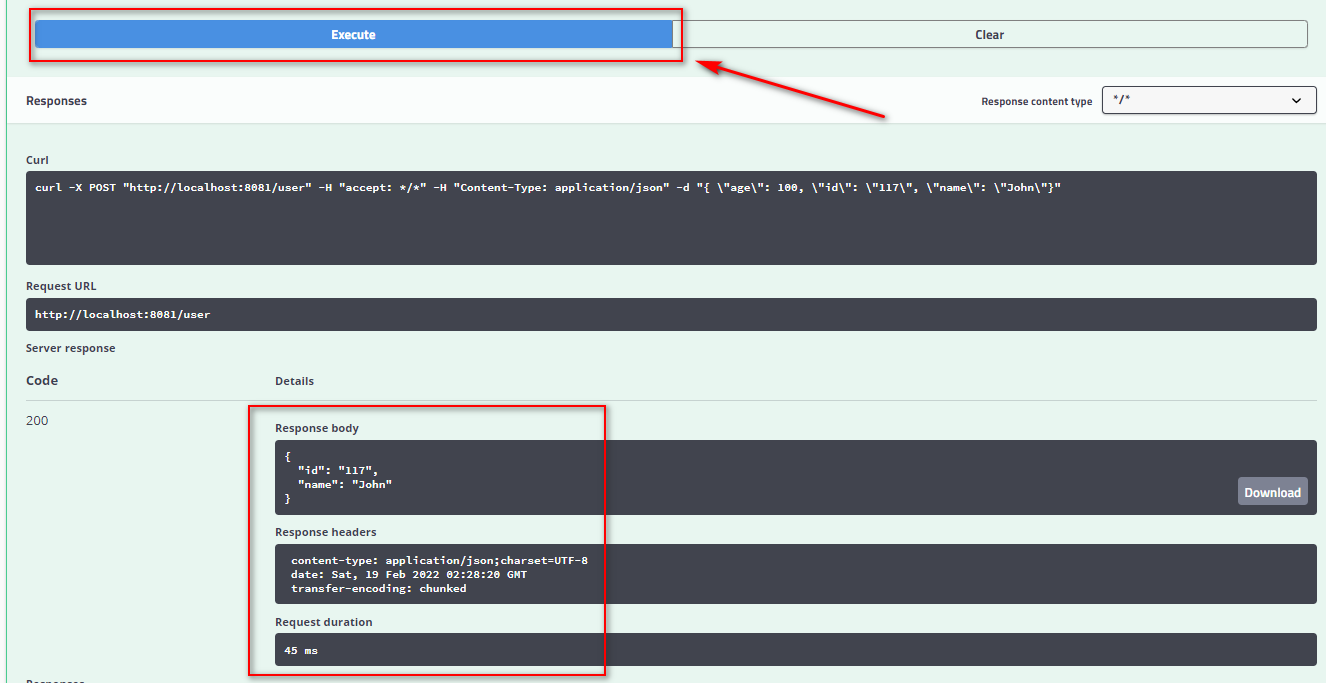 Execute
Clear
Responses
Response content type
*/*
Curl
curl -X POST "http://localhost:8081/user" -H "accept: */*" -H "Content-Type: application/json" -d "{ \"age\": 100, \"id\": \"117\", \"name\": \"John\"}"
Request URL
http://localhost:8081/user
Server response
Code
Details
200
Response body
{
"id": "117",
"name": "John"
}
Download
Response headers
content-type: application/json;charset=UTF-8
date: Sat, 19 Feb 2022 02:28:20 GMT
transfer-encoding: chunked
Request duration
45 ms
Responses